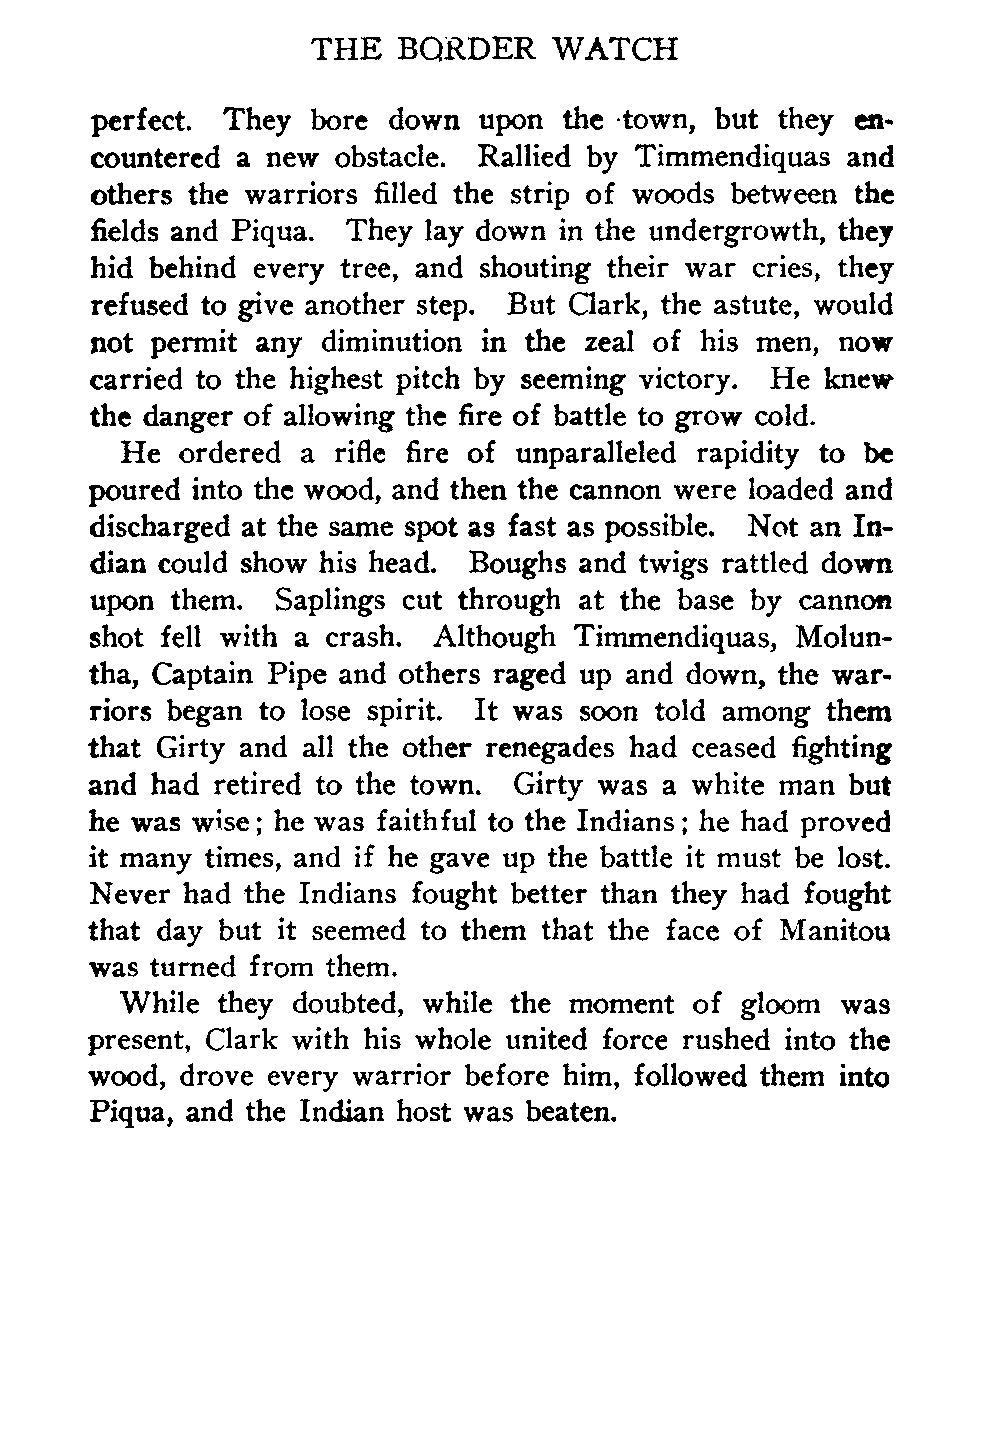 THE BORDER WATCH
perfect. They bore down upon the town, but they en-
countered a new obstacle. Rallied by Timmendiquas and
others the warriors filled the strip of woods between the
fields and Piqua. They lay down in the undergrowth, they
hid behind every tree, and shouting their war cries, they
refused to give another step. But Clark, the astute, would
not permit any diminution in the zeal of his men, now
carried to the highest pitch by seeming victory. He knew
the danger of allowing the fire of battle to grow cold.
He ordered a rifle fire of unparalleled rapidity to be
poured into the wood, and then the cannon were loaded and
discharged at the same spot as fast as possible. Not an In-
dian could show his head. Boughs and twigs rattled down
upon them. Saplings cut through at the base by cannon
shot fell with a crash. Although Timmendiquas, Molun-
tha, Captain Pipe and others raged up and down, the war-
riors began to lose spirit. It was soon told among them
that Girty and all the other renegades had ceased fighting
and had retired to the town. Girty was a white man but
he was wise; he was faithful to the Indians; he had proved
it many times, and if he gave up the battle it must be lost.
Never had the Indians fought better than they had fought
that day but it seemed to them that the face of Manitou
was turned from them.
While they doubted, while the moment of gloom was
present, Clark with his whole united force rushed into the
wood, drove every warrior before him, followed them into
Piqua, and the Indian host was beaten.